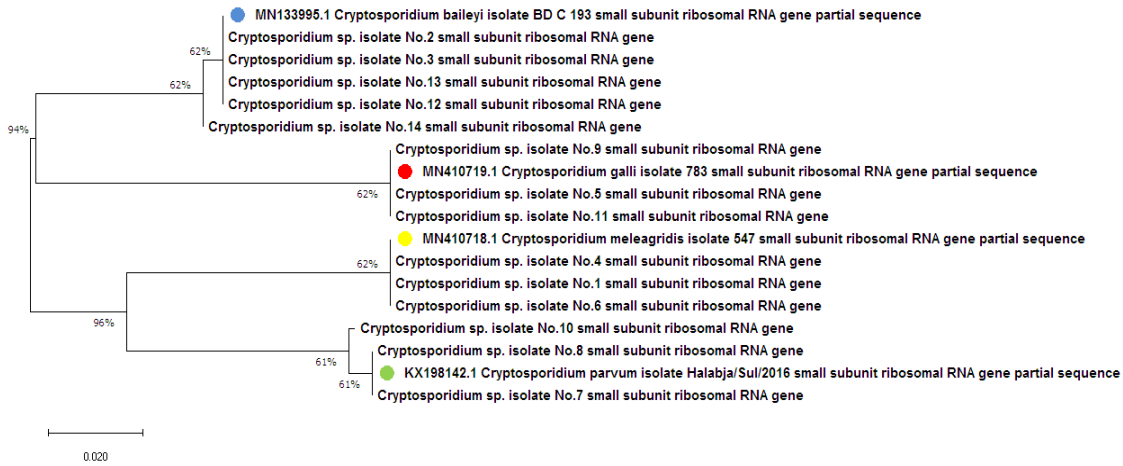 MN133995.1 Cryptosporidium baileyi isolate BD C 193 small subunit ribosomal RNA gene partial sequence
Cryptosporidium sp. isolate No.2 small subunit ribosomal RNA gene
62%
Cryptosporidium sp. isolate No.3 small subunit ribosomal RNA gene
62%
Cryptosporidium sp. isolate No.13 small subunit ribosomal RNA gene
Cryptosporidium sp. isolate No.12 small subunit ribosomal RNA gene
94%
Cryptosporidium sp. isolate No.14 small subunit ribosomal RNA gene
Cryptosporidium sp. isolate No.9 small subunit ribosomal RNA gene
MN410719.1 Cryptosporidium galli isolate 783 small subunit ribosomal RNA gene partial sequence
62%
Cryptosporidium sp. isolate No.5 small subunit ribosomal RNA gene
Cryptosporidium sp. isolate No.11 small subunit ribosomal RNA gene
MN410718.1 Cryptosporidium meleagridis isolate 547 small subunit ribosomal RNA gene partial sequence
62%
Cryptosporidium sp. isolate No.4 small subunit ribosomal RNA gene
Cryptosporidium sp. isolate No.1 small subunit ribosomal RNA gene
Cryptosporidium sp. isolate No.6 small subunit ribosomal RNA gene
96%
Cryptosporidium sp. isolate No.10 small subunit ribosomal RNA gene
Cryptosporidium sp. isolate No.8 small subunit ribosomal RNA gene
61%
KX198142.1 Cryptosporidium parvum isolate Halabja/Sul/2016 small subunit ribosomal RNA gene partial sequence
61%
Cryptosporidium sp. isolate No.7 small subunit ribosomal RNA gene
0.020